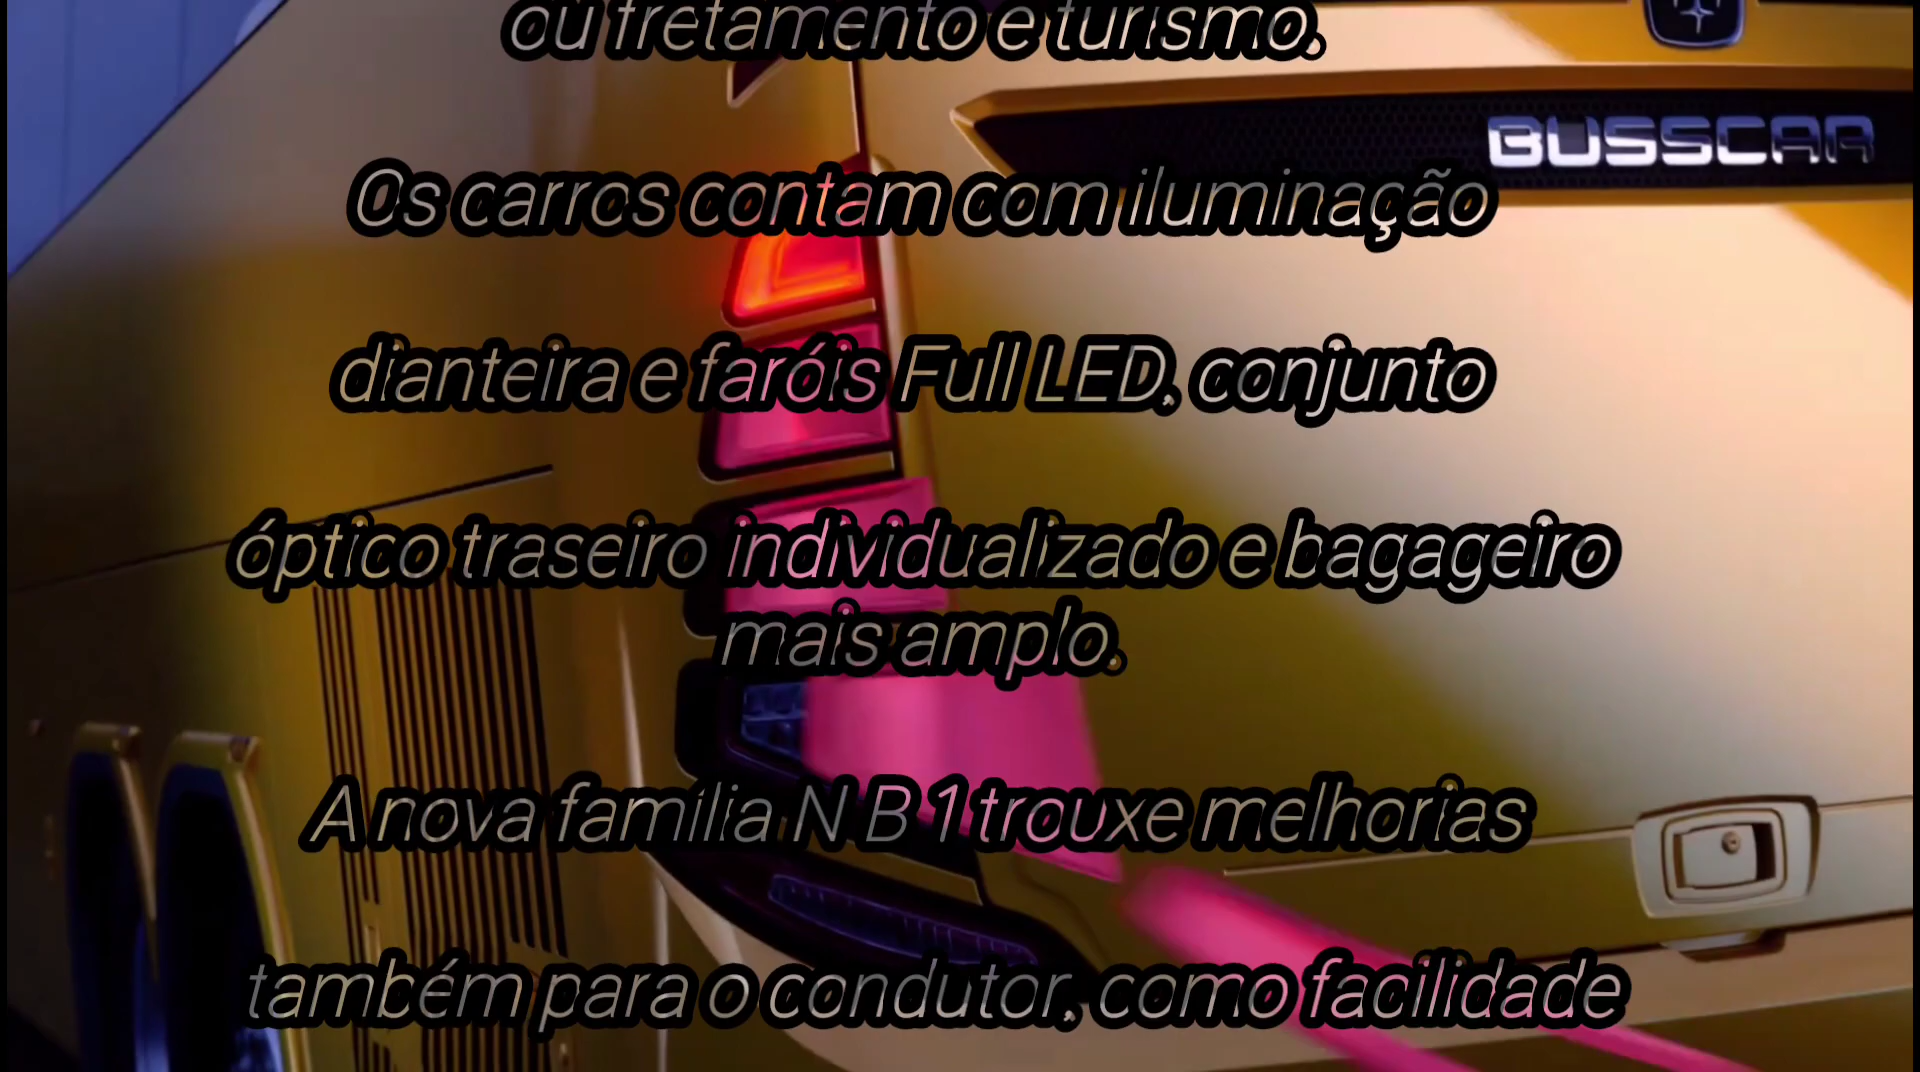 ou fretamento e turismo.
BUSSCAR
Os carros contam com iluminação
dianteira e faróis Full LED, conjunto
óptico traseiro individualizado e bagageiro
mais amplo.
A nova família N B 1 trouxe melhorias
também para o condutor, como facilidade